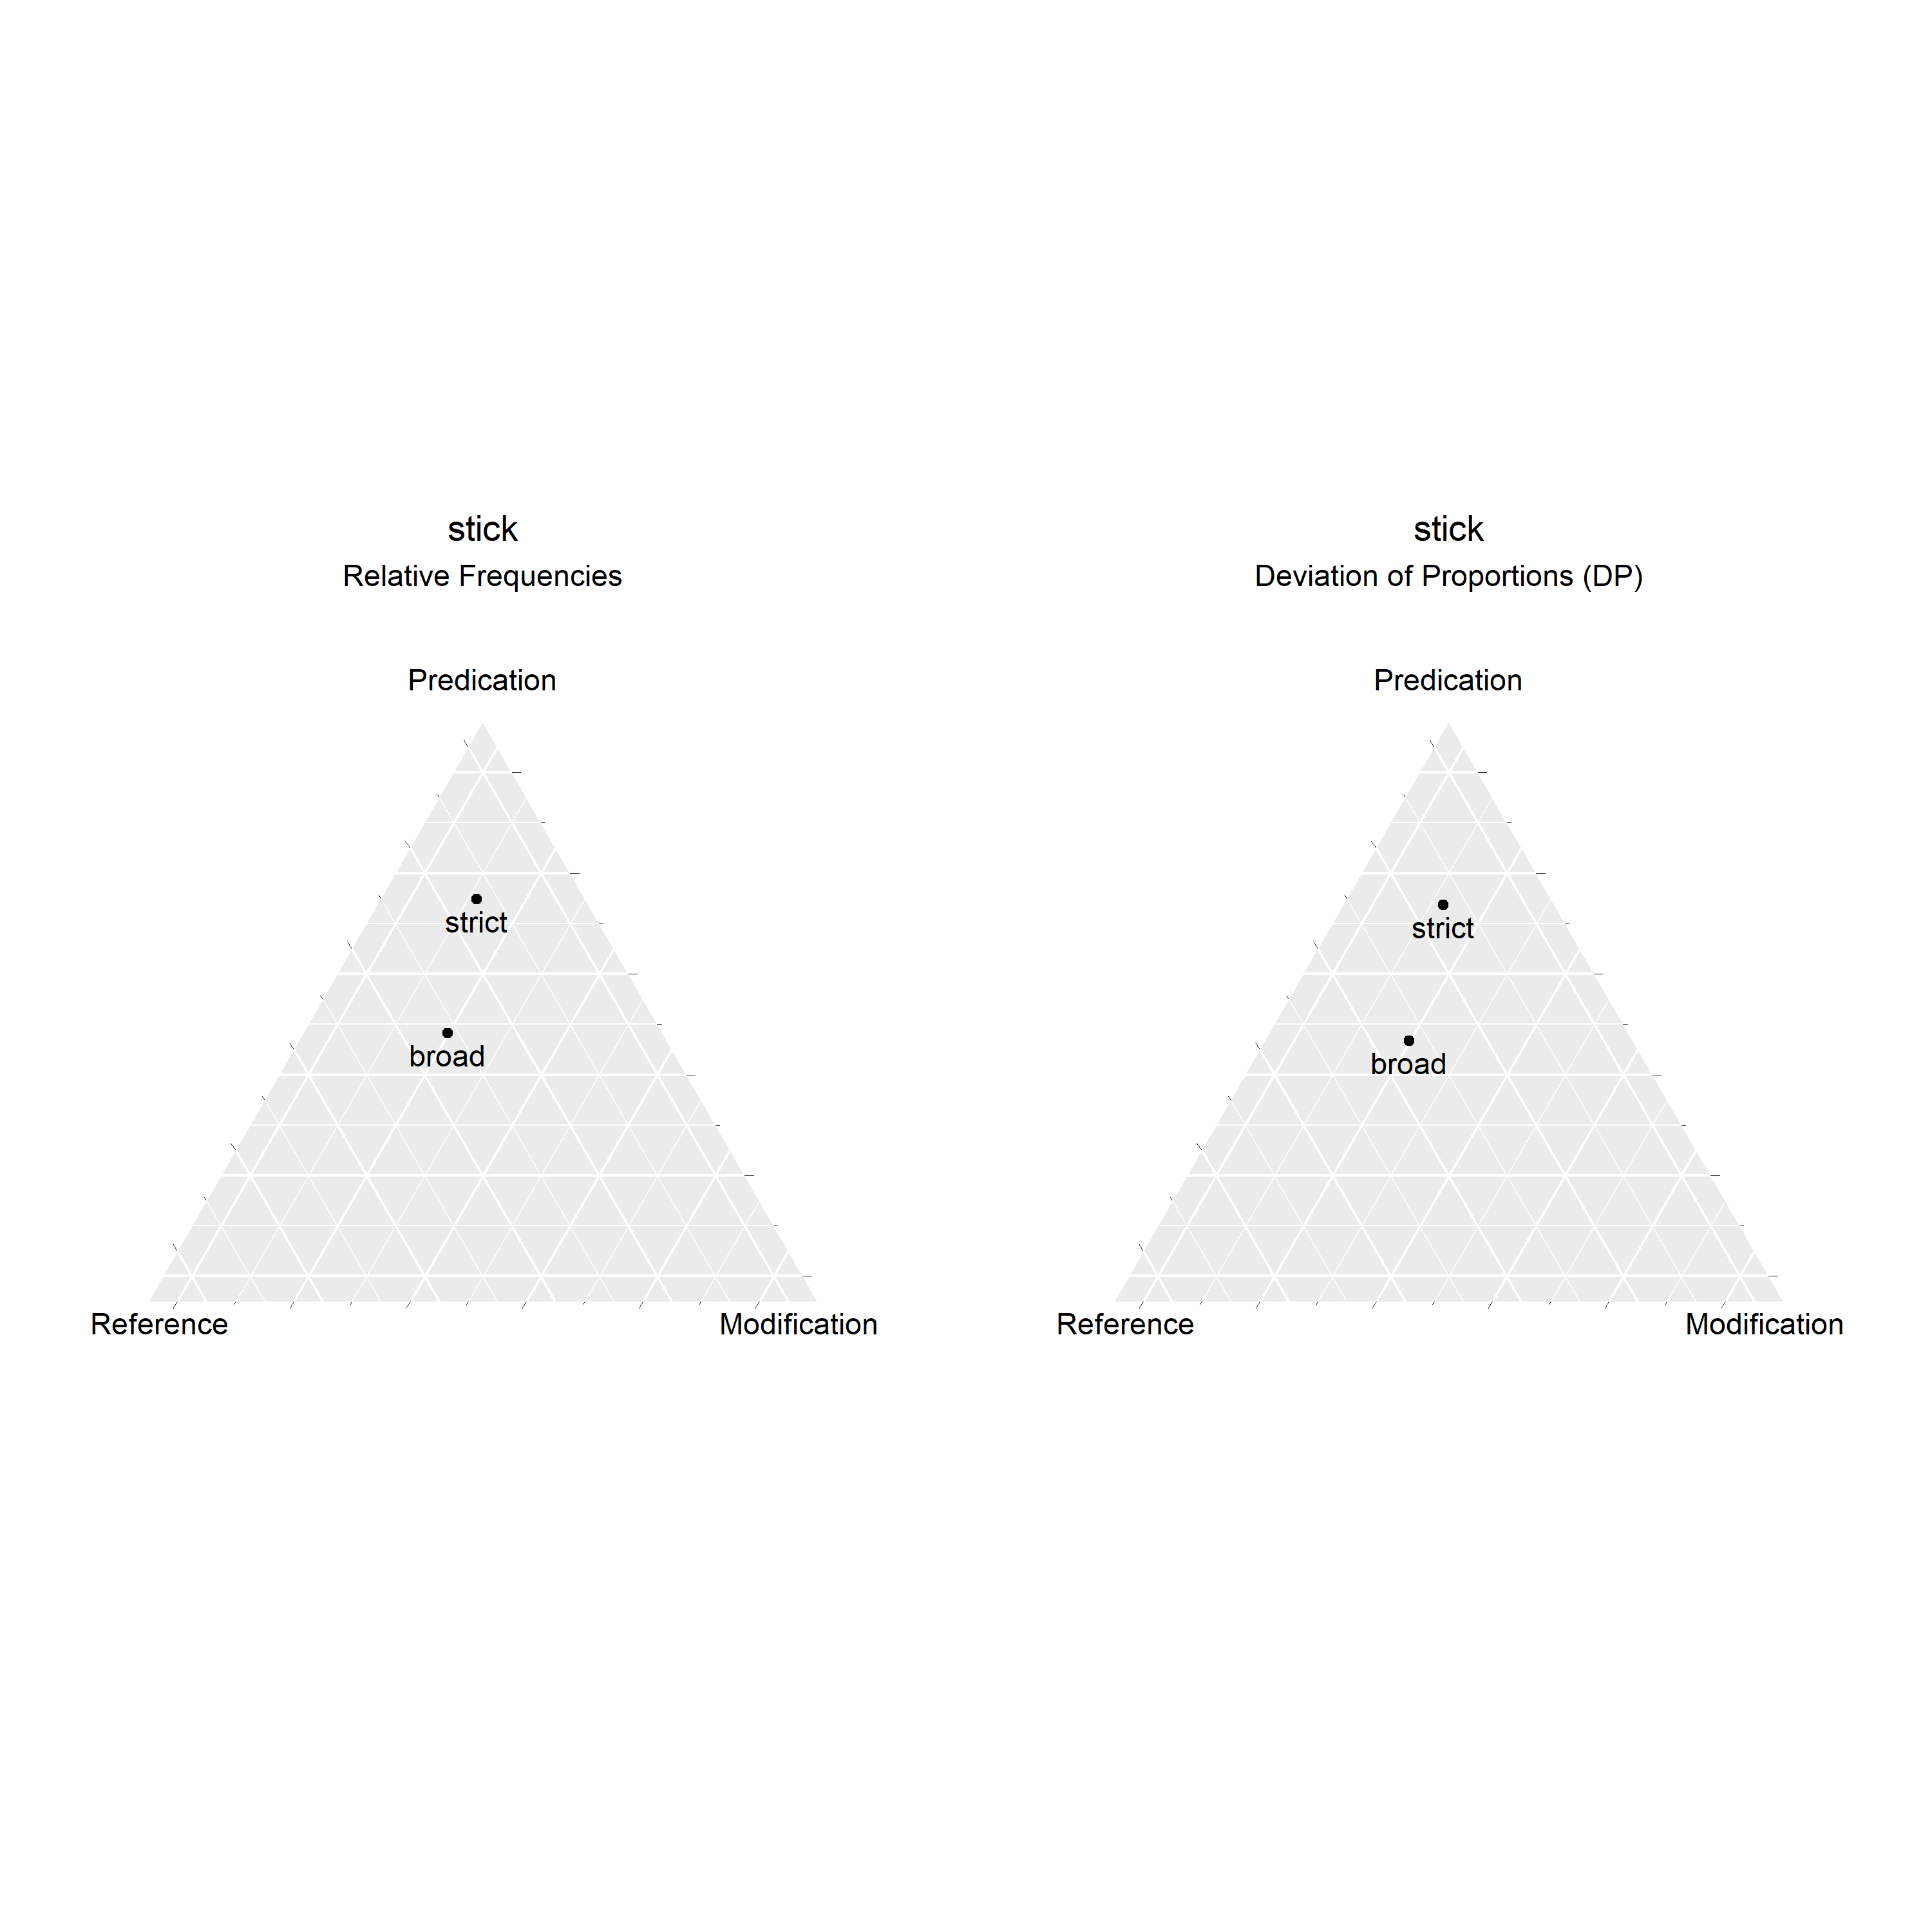 stick
Relative Frequencies
Predication
strict
broad
Reference
Modification
stick
Deviation of Proportions (DP)
Predication
strict
broad
Reference
Modification